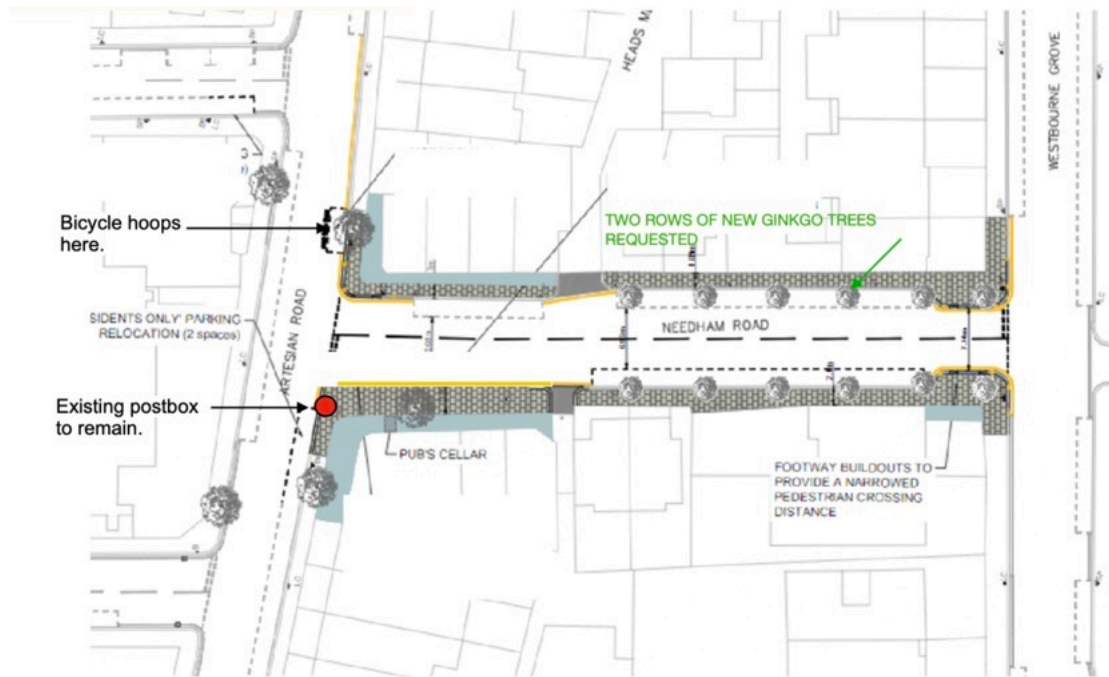 HEADS M
WESTBOURNE GROVE
Bicycle hoops
here.
TWO ROWS OF NEW GINKGO TREES
REQUESTED
SIDENTS ONLY' PARKING
RELOCATION (2 spaces)
ARTESIAN ROAD
NEEDHAM ROAD
Existing postbox
to remain.
PUB'S CELLAR
FOOTWAY BUILDOUTS TO
PROVIDE A NARROWED
PEDESTRIAN CROSSING
DISTANCE